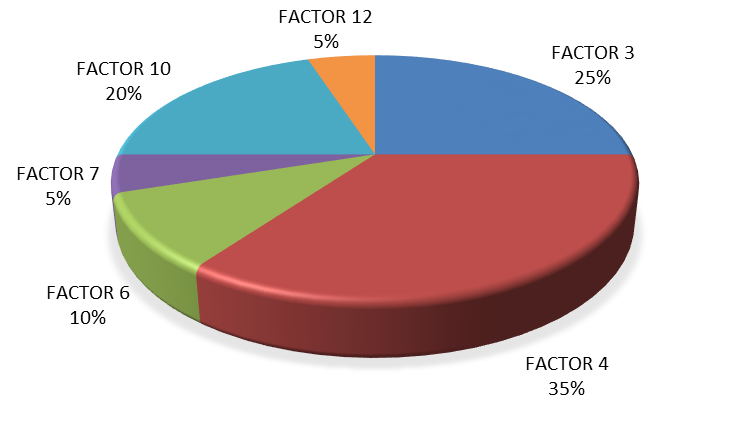 FACTOR 12
5%
FACTOR 3
25%
FACTOR 10
20%
FACTOR 7
5%
FACTOR 6
10%
FACTOR 4
35%